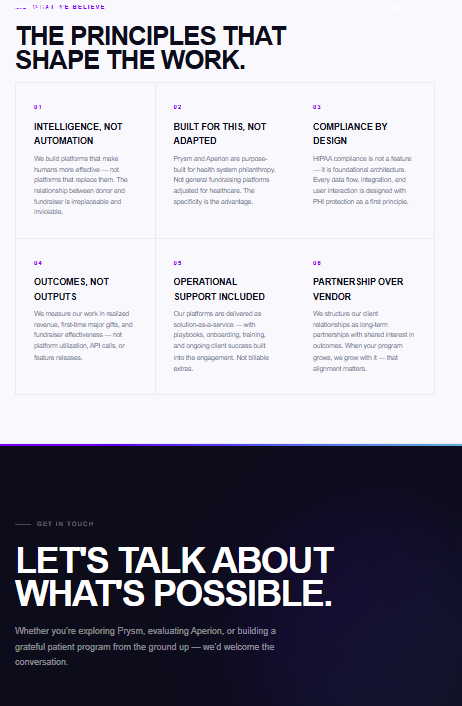 WHAT WE BELIEVE
THE PRINCIPLES THAT
SHAPE THE WORK.
01
INTELLIGENCE, NOT
AUTOMATION
We build platforms that make
humans more effective — not
platforms that replace them. The
relationship between donor and
fundraiser is irreplaceable and
inviolable.
02
BUILT FOR THIS, NOT
ADAPTED
Prysm and Aperion are purpose-
built for health system philanthropy.
Not general fundraising platforms
adjusted for healthcare. The
specificity is the advantage.
03
COMPLIANCE BY
DESIGN
HIPAA compliance is not a feature
— it is foundational architecture.
Every data flow, integration, and
user interaction is designed with
PHI protection as a first principle.
04
OUTCOMES, NOT
OUTPUTS
We measure our work in realized
revenue, first-time major gifts, and
fundraiser effectiveness — not
platform utilization, API calls, or
feature releases.
05
OPERATIONAL
SUPPORT INCLUDED
Our platforms are delivered as
solution-as-a-service — with
playbooks, onboarding, training,
and ongoing client success built
into the engagement. Not billable
extras.
06
PARTNERSHIP OVER
VENDOR
We structure our client
relationships as long-term
partnerships with shared interest in
outcomes. When your program
grows, we grow with it — that
alignment matters.
GET IN TOUCH
LET'S TALK ABOUT
WHAT'S POSSIBLE.
Whether you're exploring Prysm, evaluating Aperion, or building a
grateful patient program from the ground up — we'd welcome the
conversation.